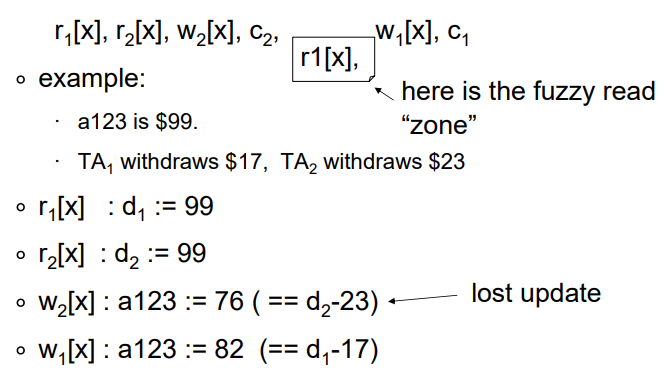 r₁[x], r₂[x], w₂[x], c₂, r1[x], w₁[x], c₁
example:
here is the fuzzy read
"zone"
a123 is $99.
TA₁ withdraws $17, TA₂ withdraws $23
r₁[x] : d₁ := 99
r₂[x] : d₂ := 99
w₂[x] : a123 := 76 ( == d₂-23)
lost update
w₁[x] : a123 := 82 (== d₁-17)